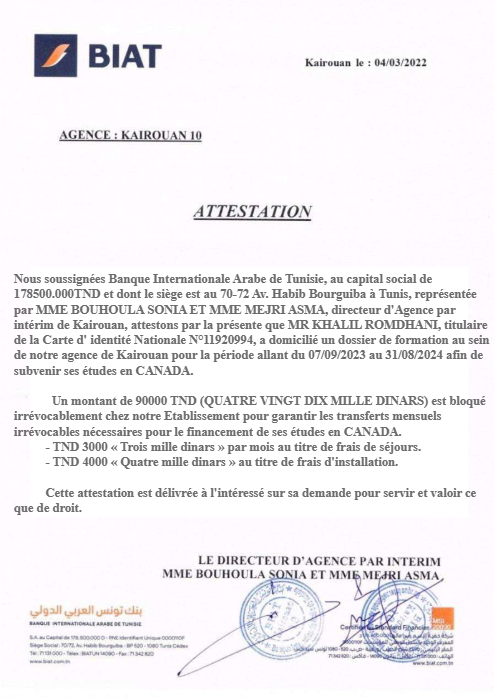 BIAT
Kairouan le : 04/03/2022
AGENCE : KAIROUAN 10
ATTESTATION
Nous soussignées Banque Internationale Arabe de Tunisie, au capital social de
178500.000TND et dont le siège est au 70-72 Av. Habib Bourguiba à Tunis, représentée
par MME BOUHOULA SONIA ET MME MEJRI ASMA, directeur d'Agence par
intérim de Kairouan, attestons par la présente que MR KHALIL ROMDHANI, titulaire
de la Carte d' identité Nationale N°11920994, a domicilié un dossier de formation au sein
de notre agence de Kairouan pour la période allant du 07/09/2023 au 31/08/2024 afin de
subvenir ses études en CANADA.
Un montant de 90000 TND (QUATRE VINGT DIX MILLE DINARS) est bloqué
irrévocablement chez notre Etablissement pour garantir les transferts mensuels
irrévocables nécessaires pour le financement de ses études en CANADA.
- TND 3000 « Trois mille dinars » par mois au titre de frais de séjours.
- TND 4000 « Quatre mille dinars » au titre de frais d'installation.
Cette attestation est délivrée à l'intéressé sur sa demande pour servir et valoir ce
que de droit.
LE DIRECTEUR D'AGENCE PAR INTERIM
MME BOUHOULA SONIA ET MME MEJRI ASMA
بنك تونس العربي الدولي
BANQUE INTERNATIONALE ARABE DE TUNISIE
S.A. au Capital de 178.500.000 D - RNE Identifiant Unique 000110F
Siège Social : 70/72, Av. Habib Bourguiba - BP 520 - 1080 Tunis Cedex
Tél : 71 131 000 - Télex : BIATUN 14090 - Fax : 71 342 820
www.biat.com.tn
MSI
20000
www.biat.com.tn